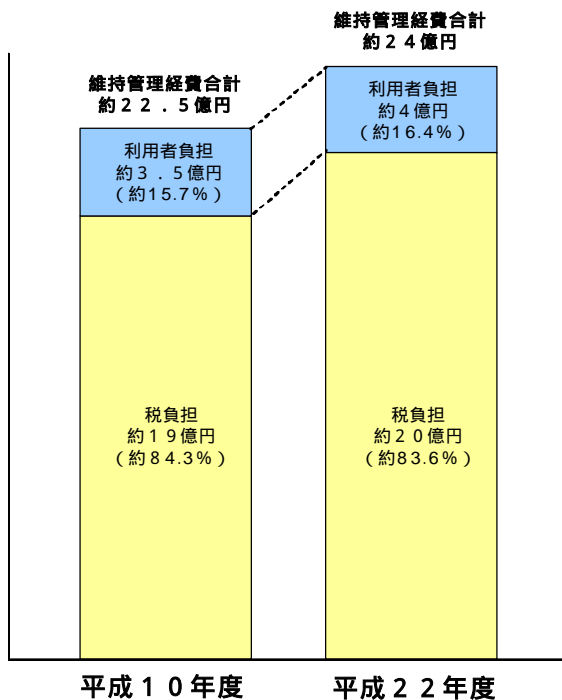 維持管理経費合計
約２４億円
維持管理経費合計
約２２．５億円
利用者負担
約4億円
(約16.4%)
利用者負担
約３．５億円
（約15.7％）
税負担
約１９億円
（約84.3％）
税負担
約２０億円
（約83.6％）
平成１０年度
平成２２年度